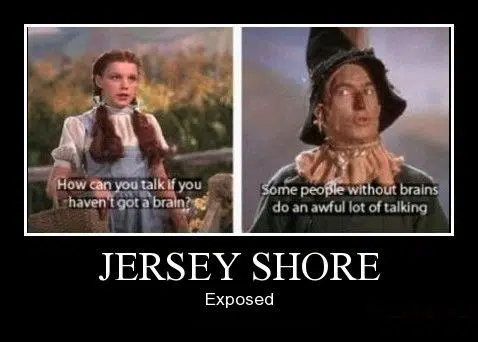 How can you talk if you
haven't got a brain?
Some people without brains
do an awful lot of talking
JERSEY SHORE
Exposed